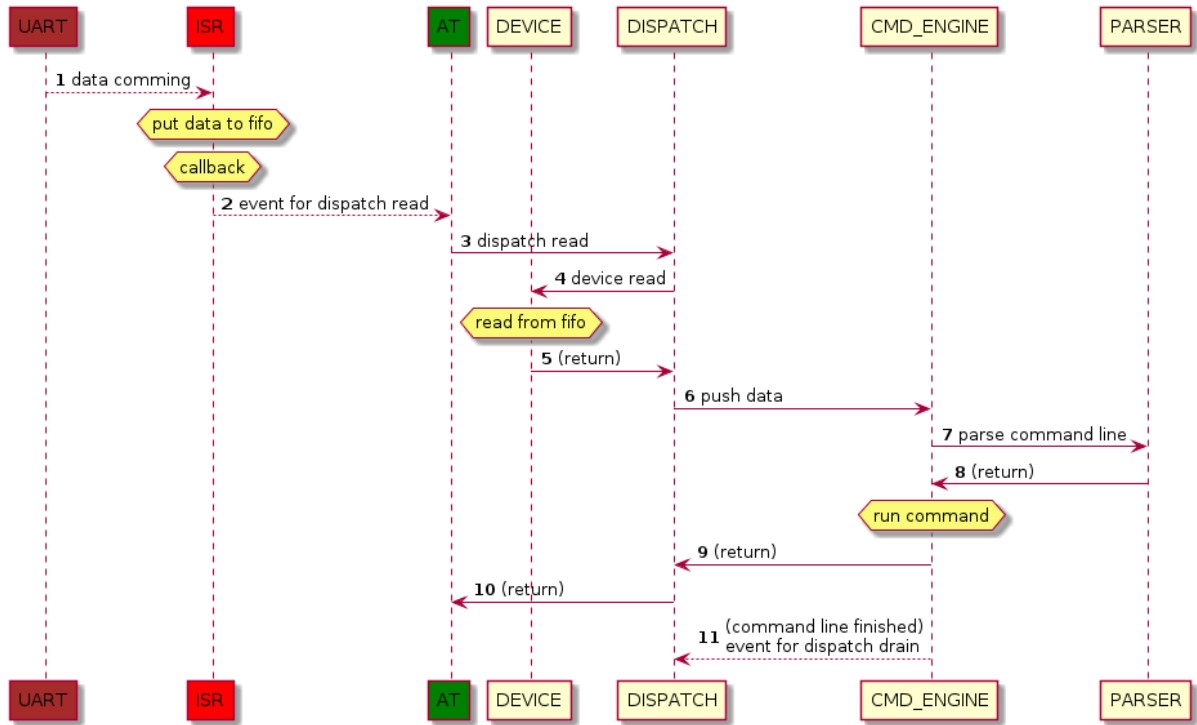 UART ISR AT DEVICE DISPATCH CMD_ENGINE PARSER
1 data comming
put data to fifo
callback
2 event for dispatch read
3 dispatch read
4 device read
read from fifo
5 (return)
6 push data
7 parse command line
8 (return)
run command
9 (return)
10 (return)
11 (command line finished)
event for dispatch drain
UART ISR AT DEVICE DISPATCH CMD_ENGINE PARSER